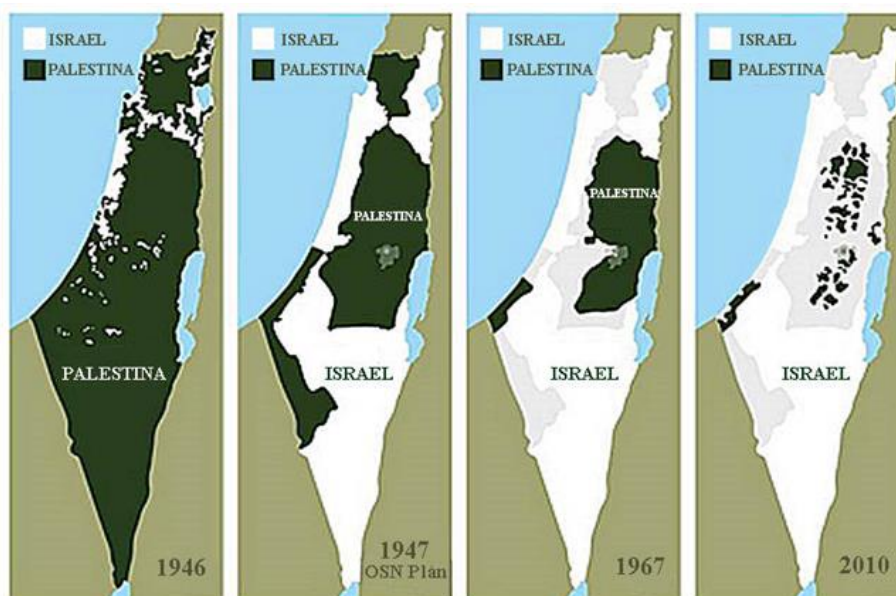 ISRAEL
PALESTINA
PALESTINA
1946
ISRAEL
PALESTINA
PALESTINA
ISRAEL
1947
OSN Plan
ISRAEL
PALESTINA
PALESTINA
ISRAEL
1967
ISRAEL
PALESTINA
ISRAEL
2010